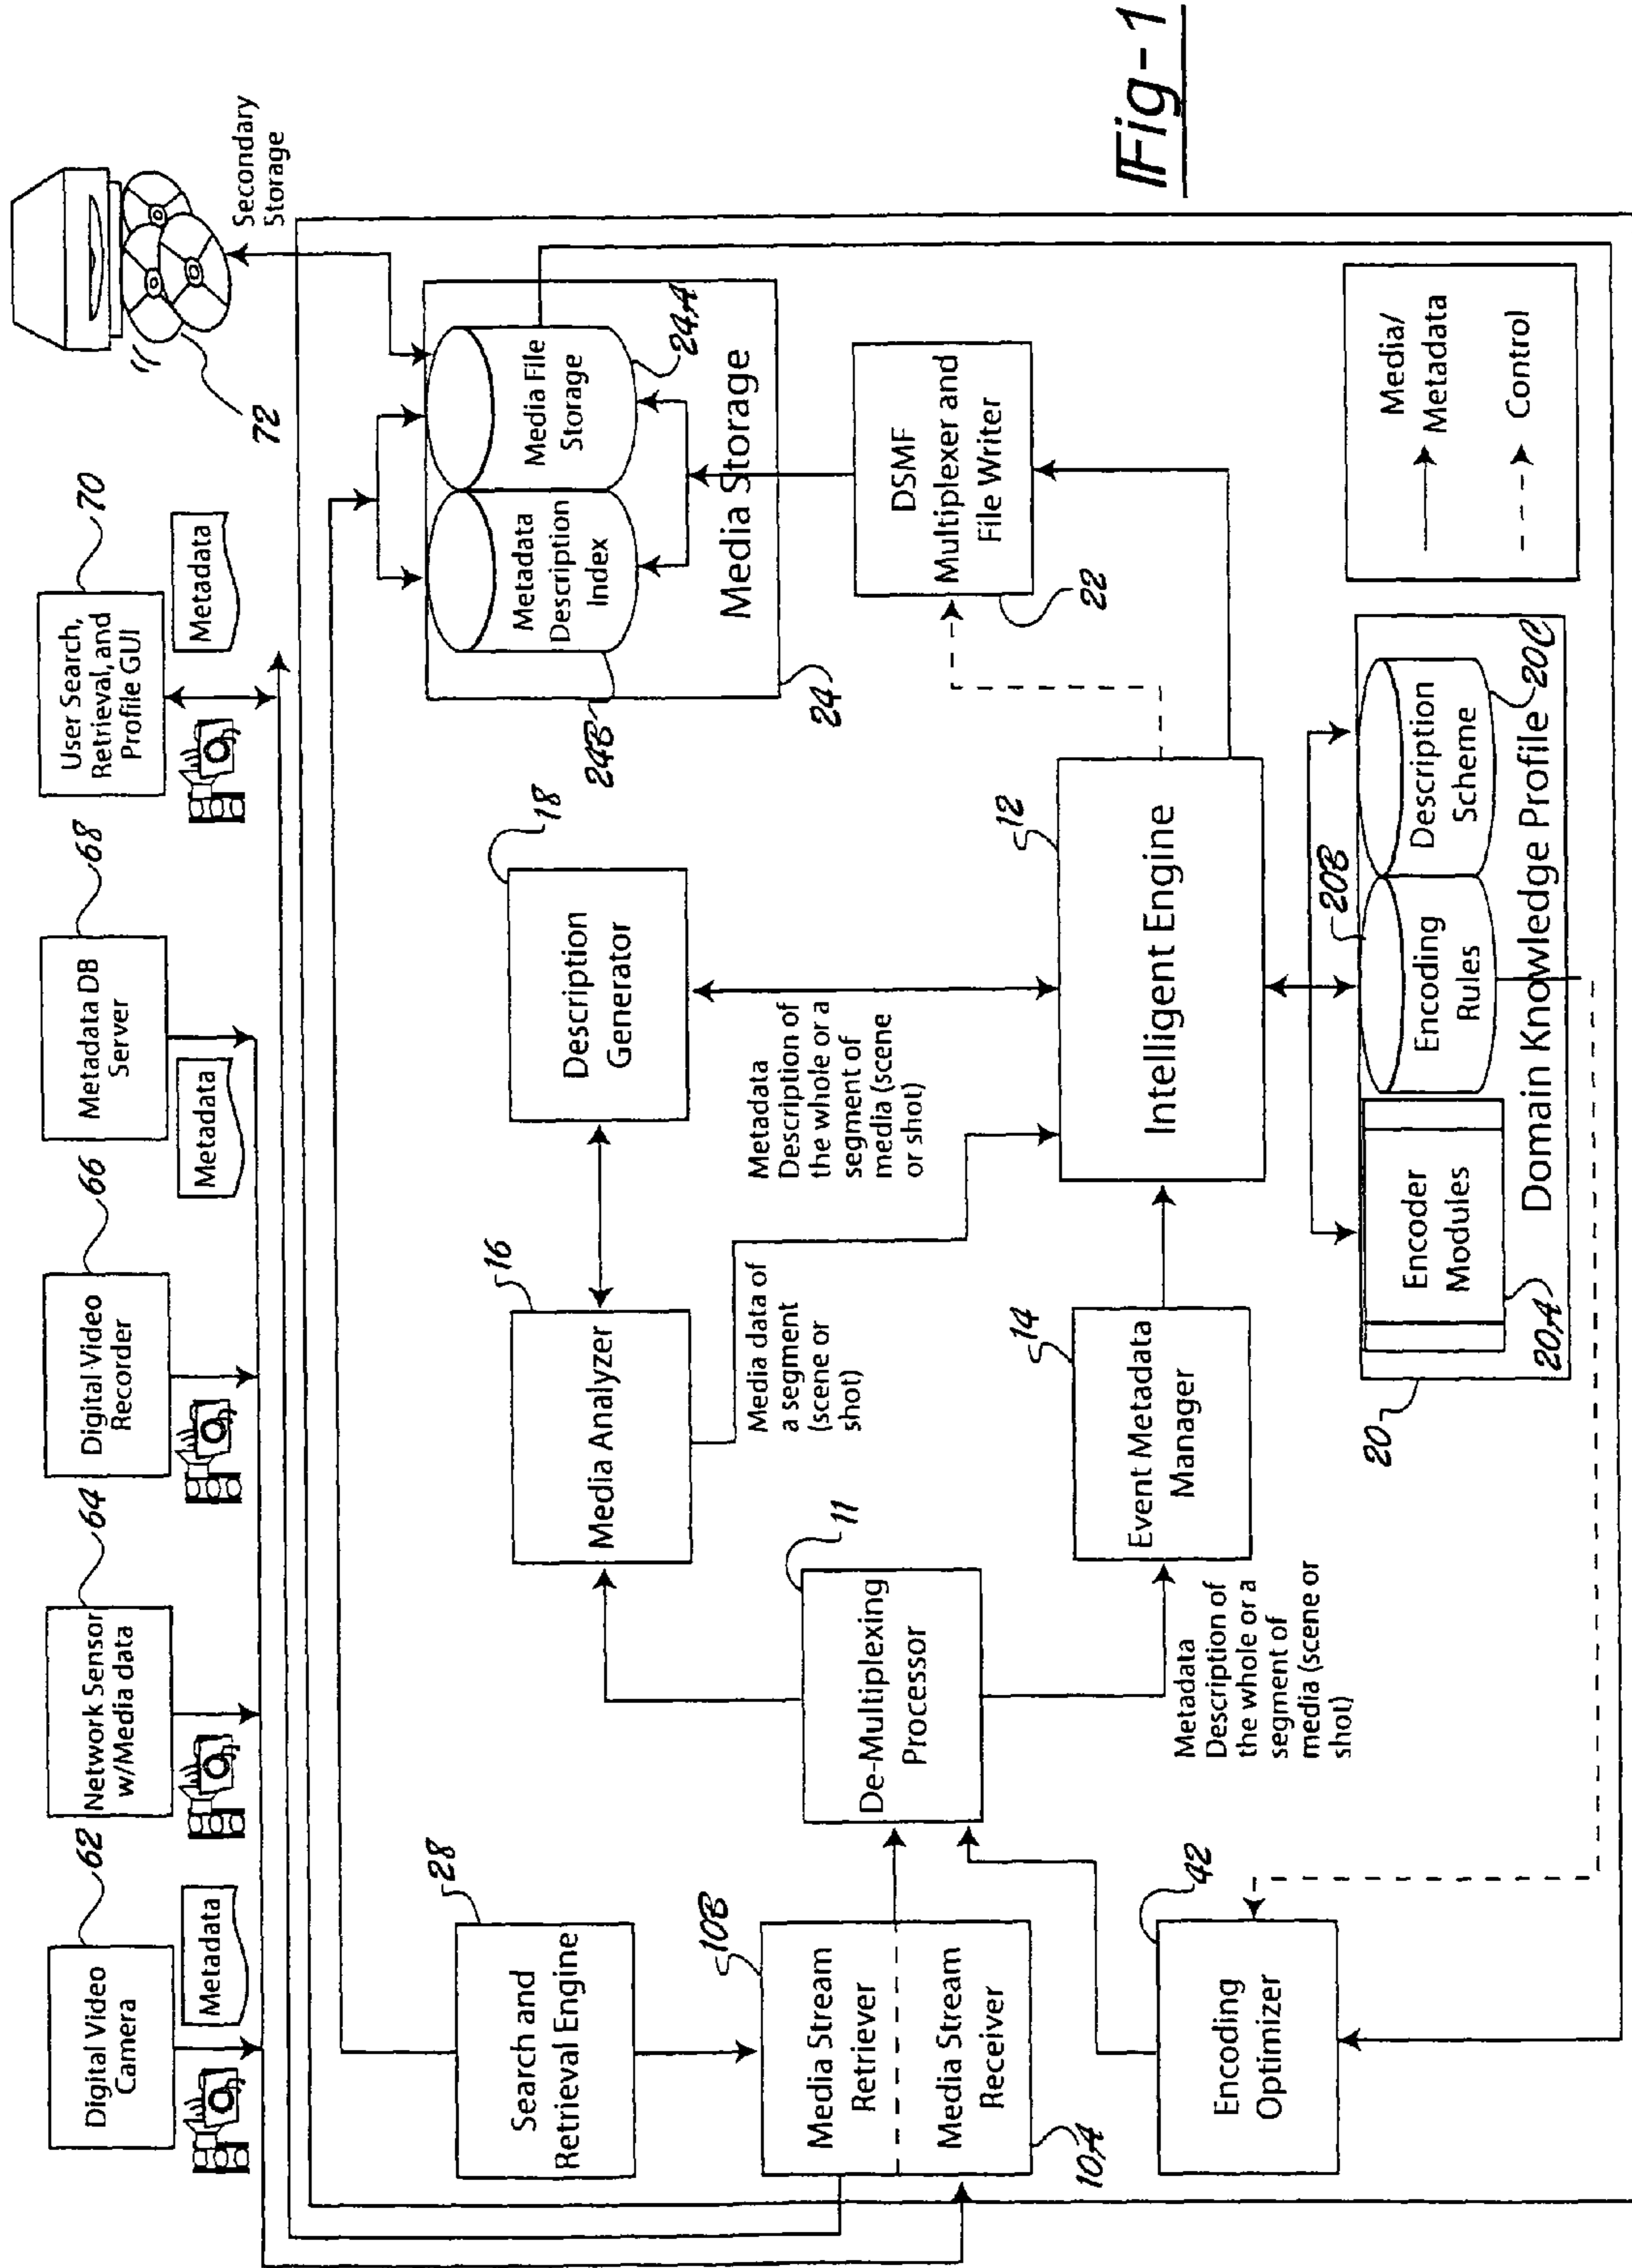 62
Digital Video
Camera
Metadata
64
Network Sensor
w/Media data
66
Digital Video
Recorder
68
Metadata DB
Server
Metadata
70
User Search,
Retrieval, and
Profile GUI
Metadata
72
Secondary
Storage
28
Search and
Retrieval Engine
10B
Media Stream
Retriever
Media Stream
Receiver
10A
42
Encoding
Optimizer
11
De-Multiplexing
Processor
16
Media Analyzer
Media data of
a segment
(scene or
shot)
14
Event Metadata
Manager
Metadata
Description of
the whole or a
segment of
media (scene or
shot)
18
Description
Generator
Metadata
Description of
the whole or a
segment of
media (scene
or shot)
12
Intelligent Engine
20
Encoder
Modules
20A
20B
Encoding
Rules
Description
Scheme
20C
Domain Knowledge Profile
24B
Metadata
Description
Index
Media File
Storage
24A
Media Storage
24
DSMF
Multiplexer and
File Writer
22
Media/
Metadata
Control
Fig-1